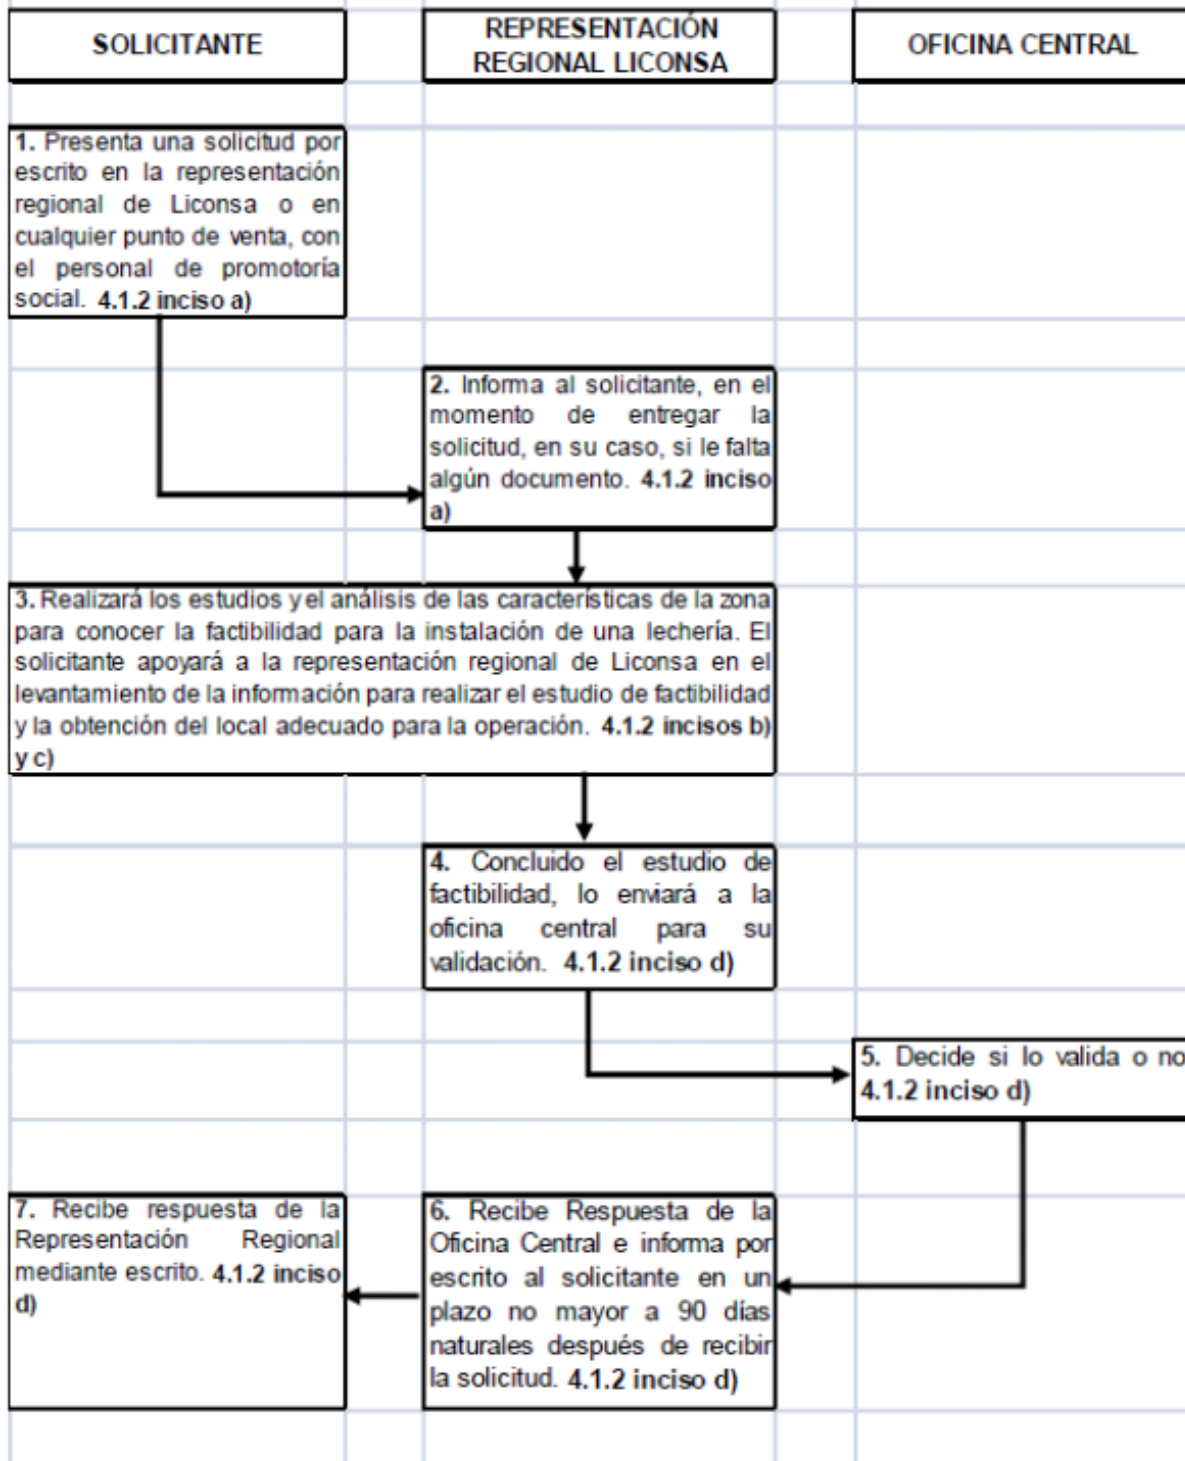 SOLICITANTE
REPRESENTACIÓN
REGIONAL LICONSA
OFICINA CENTRAL
1. Presenta una solicitud por
escrito en la representación
regional de Liconsa o en
cualquier punto de venta, con
el personal de promotoría
social. 4.1.2 inciso a)
2. Informa al solicitante, en el
momento de entregar la
solicitud, en su caso, si le falta
algún documento. 4.1.2 inciso
a)
3. Realizará los estudios y el análisis de las características de la zona
para conocer la factibilidad para la instalación de una lechería. El
solicitante apoyará a la representación regional de Liconsa en el
levantamiento de la información para realizar el estudio de factibilidad
y la obtención del local adecuado para la operación. 4.1.2 incisos b)
y c)
4. Concluido el estudio de
factibilidad, lo enviará a la
oficina central para su
validación. 4.1.2 inciso d)
5. Decide si lo valida o no
4.1.2 inciso d)
7. Recibe respuesta de la
Representación Regional
mediante escrito. 4.1.2 inciso
d)
6. Recibe Respuesta de la
Oficina Central e informa por
escrito al solicitante en un
plazo no mayor a 90 días
naturales después de recibir
la solicitud. 4.1.2 inciso d)